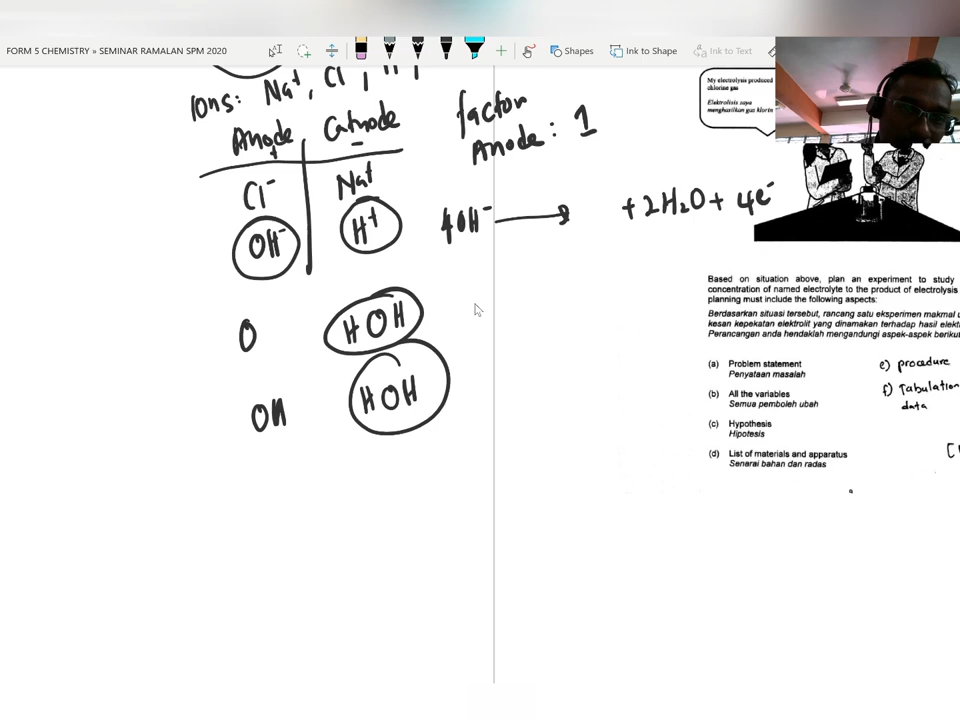 FORM 5 CHEMISTRY » SEMINAR RAMALAN SPM 2020
Shapes
Ink to Shape
Ink to Text
Ions: Na+, Cl
Anode Cathode
+ -
Cl- Na+
OH- H+
O HOH
OH HOH
factor
Anode : 1
4OH- → + 2H2O + 4e-
My electrolysis produced
chlorine gas
Elektrolisis saya
menghasilkan gas klorin
Based on situation above, plan an experiment to study
concentration of named electrolyte to the product of electrolysis
planning must include the following aspects:
Berdasarkan situasi tersebut, rancang satu eksperimen makmal
kesan kepekatan elektrolit yang dinamakan terhadap hasil
Perancangan anda hendaklah mengandungi aspek-aspek
(a) Problem statement
Penyataan masalah
(b) All the variables
Semua pemboleh ubah
(c) Hypothesis
Hipotesis
(d) List of materials and apparatus
Senarai bahan dan radas
e) procedure
f) Tabulation
data